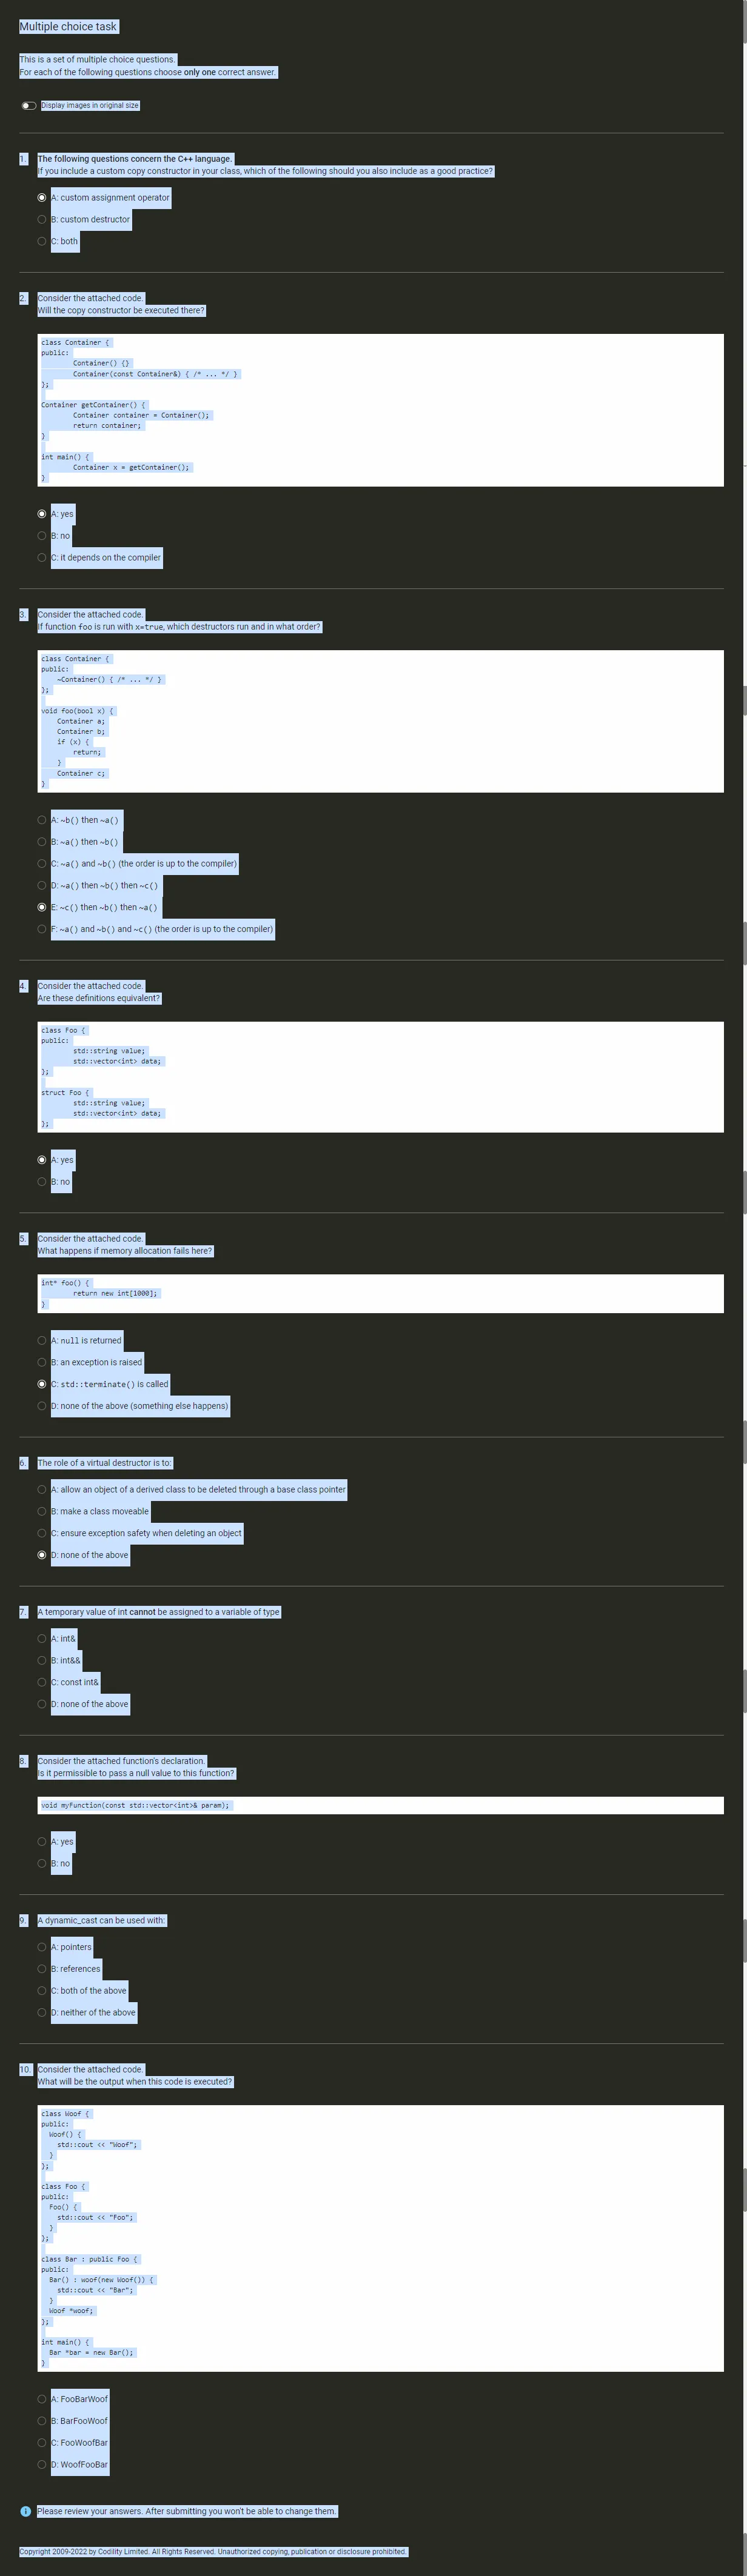 Multiple choice task
This is a set of multiple choice questions.
For each of the following questions choose only one correct answer.
Display images in original size
1. The following questions concern the C++ language.
If you include a custom copy constructor in your class, which of the following should you also include as a good practice?
A: custom assignment operator
B: custom destructor
C: both
2. Consider the attached code.
Will the copy constructor be executed there?
class Container {
public:
Container() {}
Container(const Container&) { /* ... */ }
};
Container getContainer() {
Container container = Container();
return container;
}
int main() {
Container x = getContainer();
}
A: yes
B: no
C: it depends on the compiler
3. Consider the attached code.
If function foo is run with x=true, which destructors run and in what order?
class Container {
public:
~Container() { /* ... */ }
};
void foo(bool x) {
Container a;
Container b;
if (x) {
return;
}
Container c;
}
A: ~b() then ~a()
B: ~a() then ~b()
C: ~a() and ~b() (the order is up to the compiler)
D: ~a() then ~b() then ~c()
E: ~c() then ~b() then ~a()
F: ~a() and ~b() and ~c() (the order is up to the compiler)
4. Consider the attached code.
Are these definitions equivalent?
class Foo {
public:
std::string value;
std::vector<int> data;
};
struct Foo {
std::string value;
std::vector<int> data;
};
A: yes
B: no
5. Consider the attached code.
What happens if memory allocation fails here?
int* foo() {
return new int[1000];
}
A: null is returned
B: an exception is raised
C: std::terminate() is called
D: none of the above (something else happens)
6. The role of a virtual destructor is to:
A: allow an object of a derived class to be deleted through a base class pointer
B: make a class moveable
C: ensure exception safety when deleting an object
D: none of the above
7. A temporary value of int cannot be assigned to a variable of type
A: int&
B: int&&
C: const int&
D: none of the above
8. Consider the attached function's declaration.
Is it permissible to pass a null value to this function?
void myFunction(const std::vector<int>& param);
A: yes
B: no
9. A dynamic_cast can be used with:
A: pointers
B: references
C: both of the above
D: neither of the above
10. Consider the attached code.
What will be the output when this code is executed?
class Woof {
public:
Woof() {
std::cout << "Woof";
}
};
class Foo {
public:
Foo() {
std::cout << "Foo";
}
};
class Bar : public Foo {
public:
Bar() : woof(new Woof()) {
std::cout << "Bar";
}
Woof *woof;
};
int main() {
Bar *bar = new Bar();
}
A: FooBarWoof
B: BarFooWoof
C: FooWoofBar
D: WoofFooBar
Please review your answers. After submitting you won't be able to change them.
Copyright 2009-2022 by Codility Limited. All Rights Reserved. Unauthorized copying, publication or disclosure prohibited.